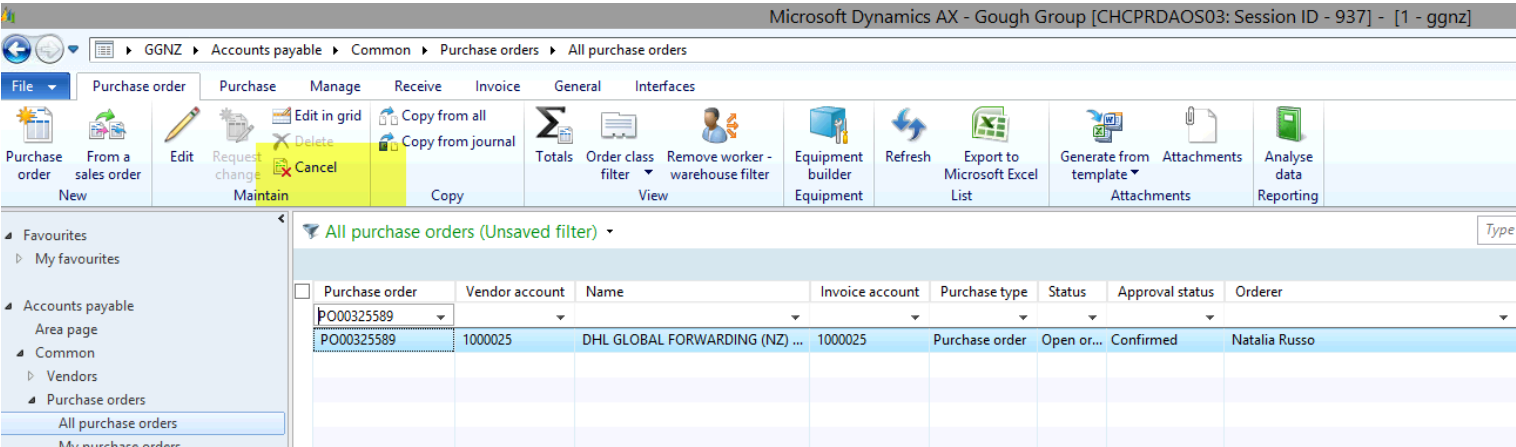 Microsoft Dynamics AX - Gough Group [CHCPRDAOS03: Session ID - 937] - [1 - ggnz]
GGNZ Accounts payable Common Purchase orders All purchase orders
File Purchase order Purchase Manage Receive Invoice General Interfaces
Edit in grid Copy from all
Delete Copy from journal
Purchase order From a sales order Edit Request change Cancel Totals Order class filter Remove worker - warehouse filter Equipment builder Refresh Export to Microsoft Excel Generate from template Attachments Analyse data
New Maintain Copy View Equipment List Attachments Reporting
Favourites All purchase orders (Unsaved filter) Type
My favourites
Purchase order Vendor account Name Invoice account Purchase type Status Approval status Orderer
Accounts payable PO00325589
Area page PO00325589 1000025 DHL GLOBAL FORWARDING (NZ) ... 1000025 Purchase order Open or... Confirmed Natalia Russo
Common
Vendors
Purchase orders
All purchase orders
My purchase orders